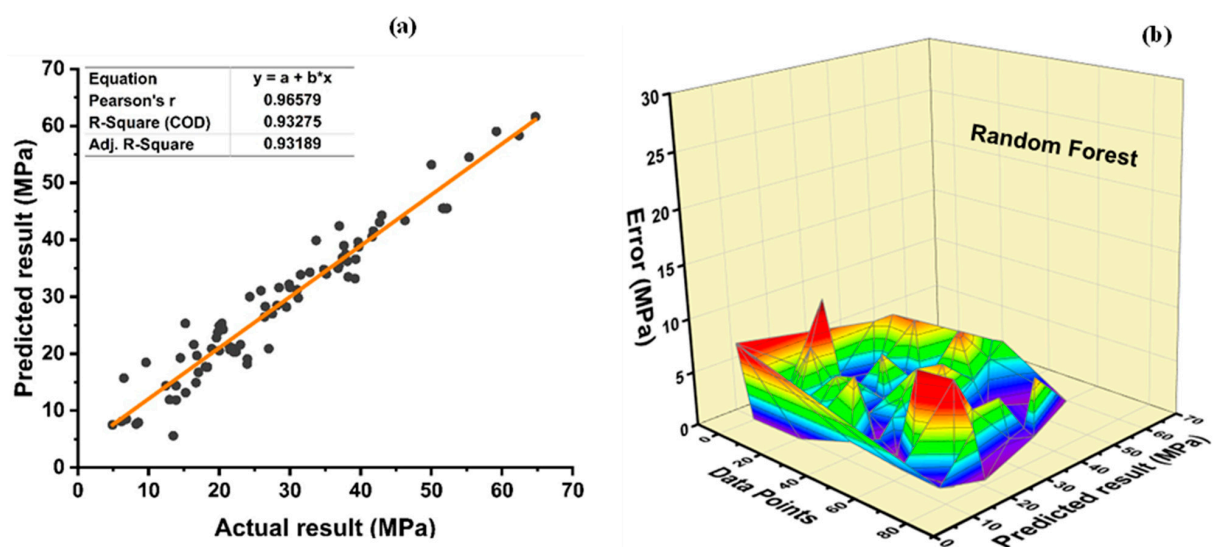 (a)
Equation y = a + b*x
Pearson's r 0.96579
R-Square (COD) 0.93275
Adj. R-Square 0.93189
70
60
50
40
30
20
10
0
Predicted result (MPa)
0 10 20 30 40 50 60 70
Actual result (MPa)
(b)
Random Forest
30
25
20
15
10
5
0
Error (MPa)
0
20
40
60
80
Data Points
0
10
20
30
40
50
60
70
Predicted result (MPa)